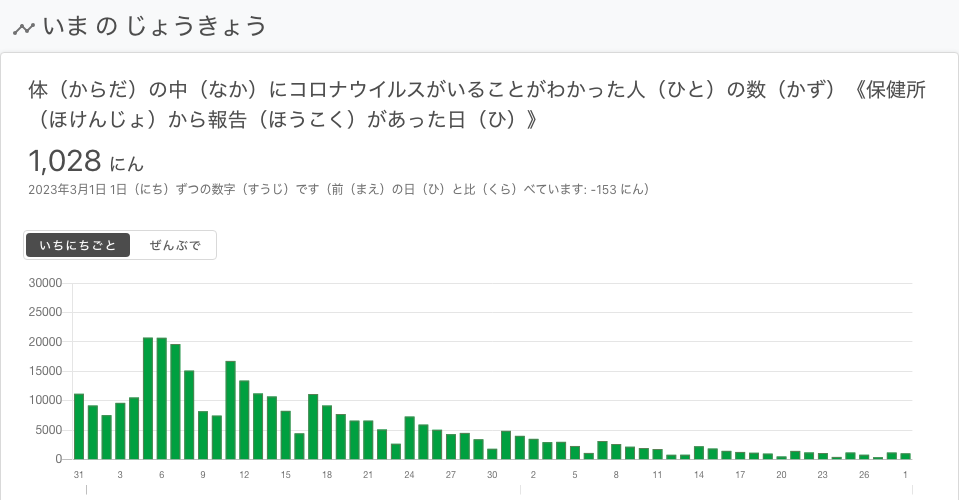 いま の じょうきょう
体（からだ）の中（なか）にコロナウイルスがいることがわかった人（ひと）の数（かず）《保健所
（ほけんじょ）から報告（ほうこく）があった日（ひ）》
1,028 にん
2023年3月1日 1日（にち）ずつの数字（すうじ）です（前（まえ）の日（ひ）と比（くら）べています: -153 にん）
いちにちごと ぜんぶで
30000
25000
20000
15000
10000
5000
0
31 3 6 9 12 15 18 21 24 27 30 2 5 8 11 14 17 20 23 26 1